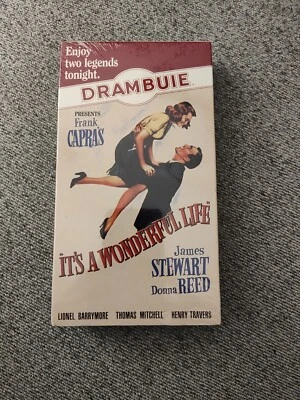 Enjoy
two legends
tonight.
DRAMBUIE
PRESENTS
Frank
CAPRA'S
IT'S A WONDERFUL LIFE
James
STEWART
Donna REED
LIONEL BARRYMORE THOMAS MITCHELL HENRY TRAVERS